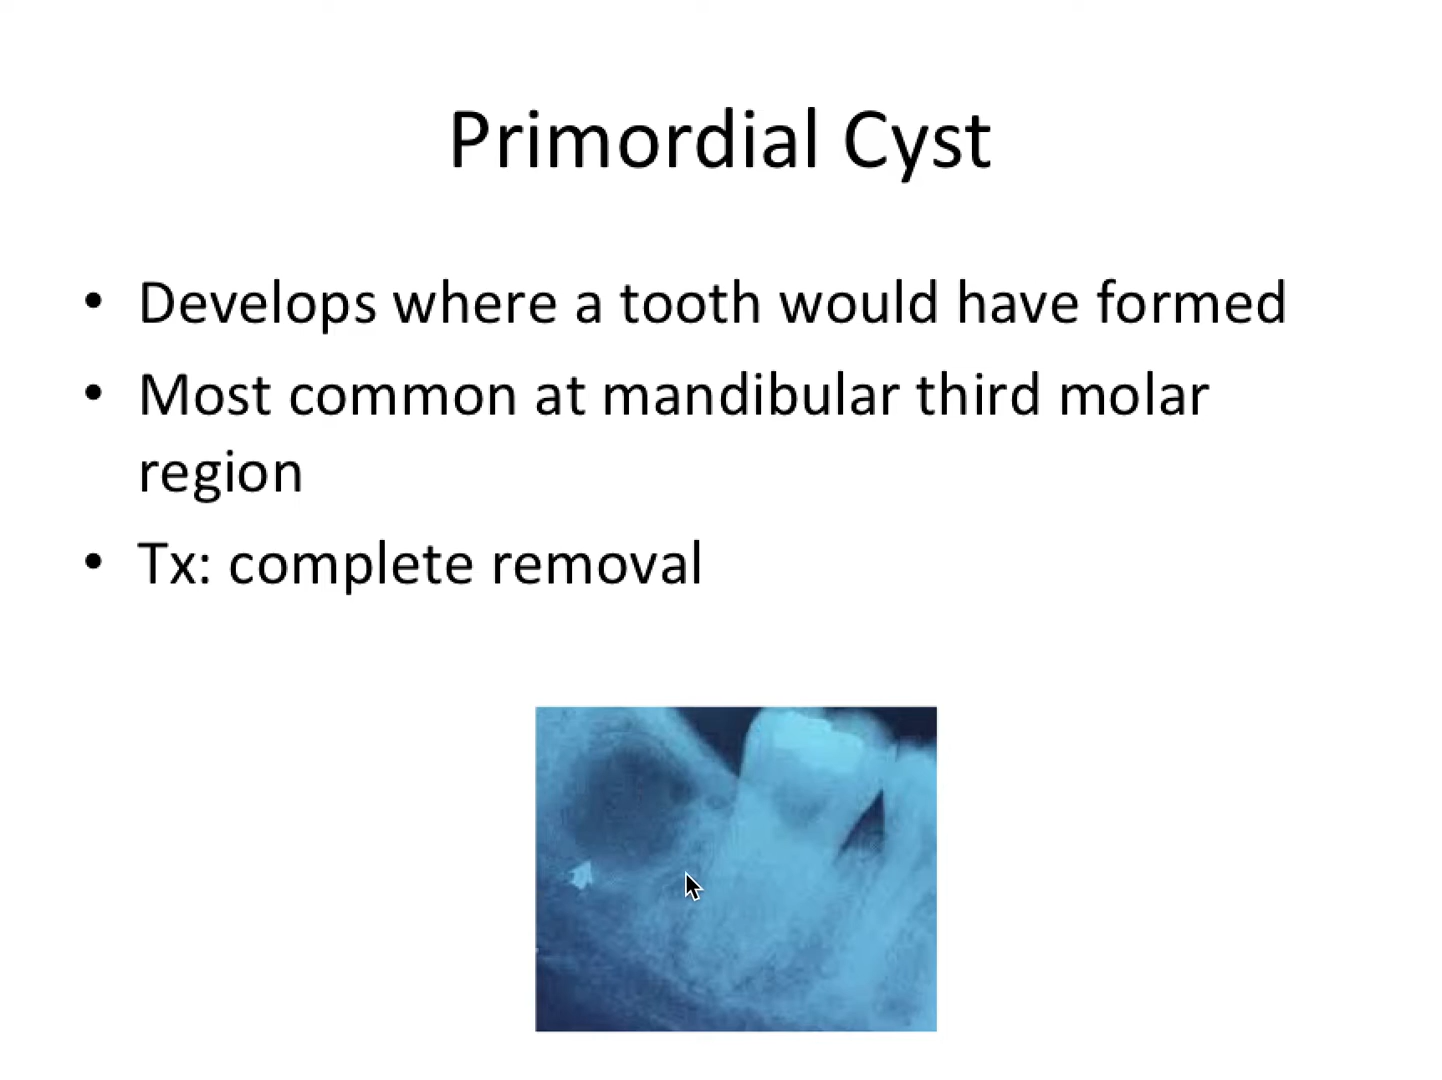 Primordial Cyst
• Develops where a tooth would have formed
• Most common at mandibular third molar
region
• Tx: complete removal